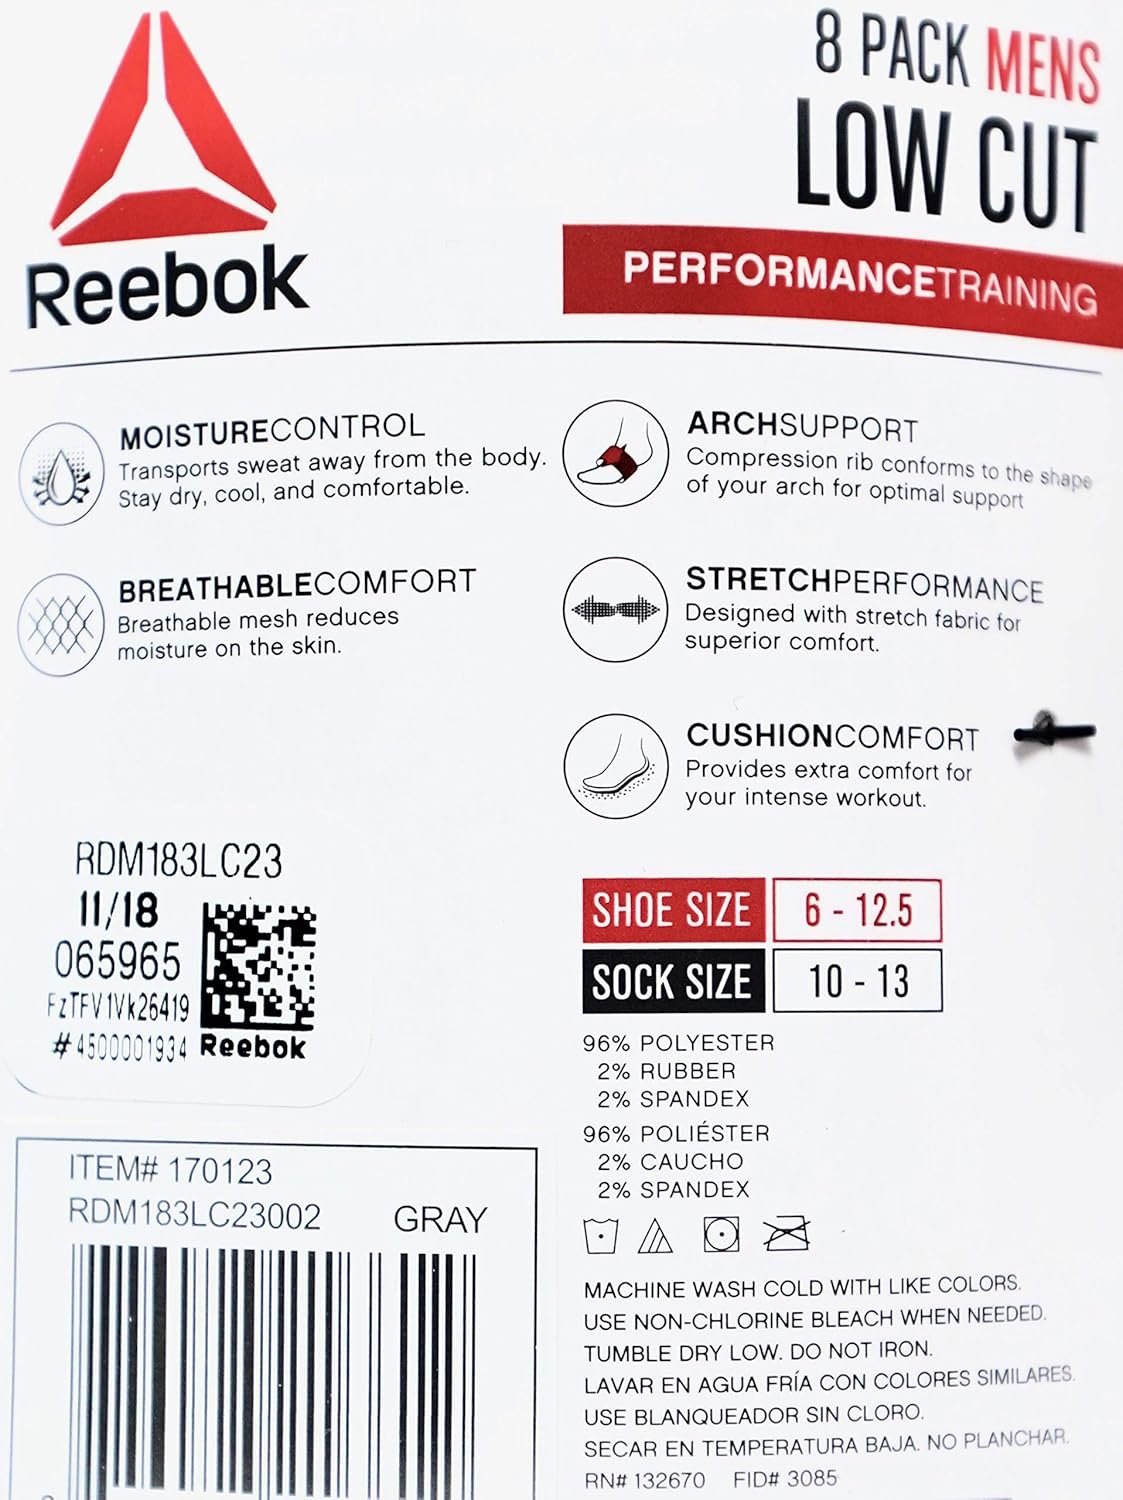 8 PACK MENS
LOW CUT
PERFORMANCETRAINING
Reebok
MOISTURECONTROL
Transports sweat away from the body.
Stay dry, cool, and comfortable.
BREATHABLECOMFORT
Breathable mesh reduces
moisture on the skin.
ARCHSUPPORT
Compression rib conforms to the shape
of your arch for optimal support
STRETCHPERFORMANCE
Designed with stretch fabric for
superior comfort.
CUSHIONCOMFORT
Provides extra comfort for
your intense workout.
RDM183LC23
11/18
065965
FzTFV1Vk26419
#4500001934 Reebok
ITEM# 170123
RDM183LC23002 GRAY
SHOE SIZE 6 - 12.5
SOCK SIZE 10 - 13
96% POLYESTER
2% RUBBER
2% SPANDEX
96% POLIÉSTER
2% CAUCHO
2% SPANDEX
MACHINE WASH COLD WITH LIKE COLORS.
USE NON-CHLORINE BLEACH WHEN NEEDED.
TUMBLE DRY LOW. DO NOT IRON.
LAVAR EN AGUA FRÍA CON COLORES SIMILARES.
USE BLANQUEADOR SIN CLORO.
SECAR EN TEMPERATURA BAJA. NO PLANCHAR.
RN# 132670 FID# 3085